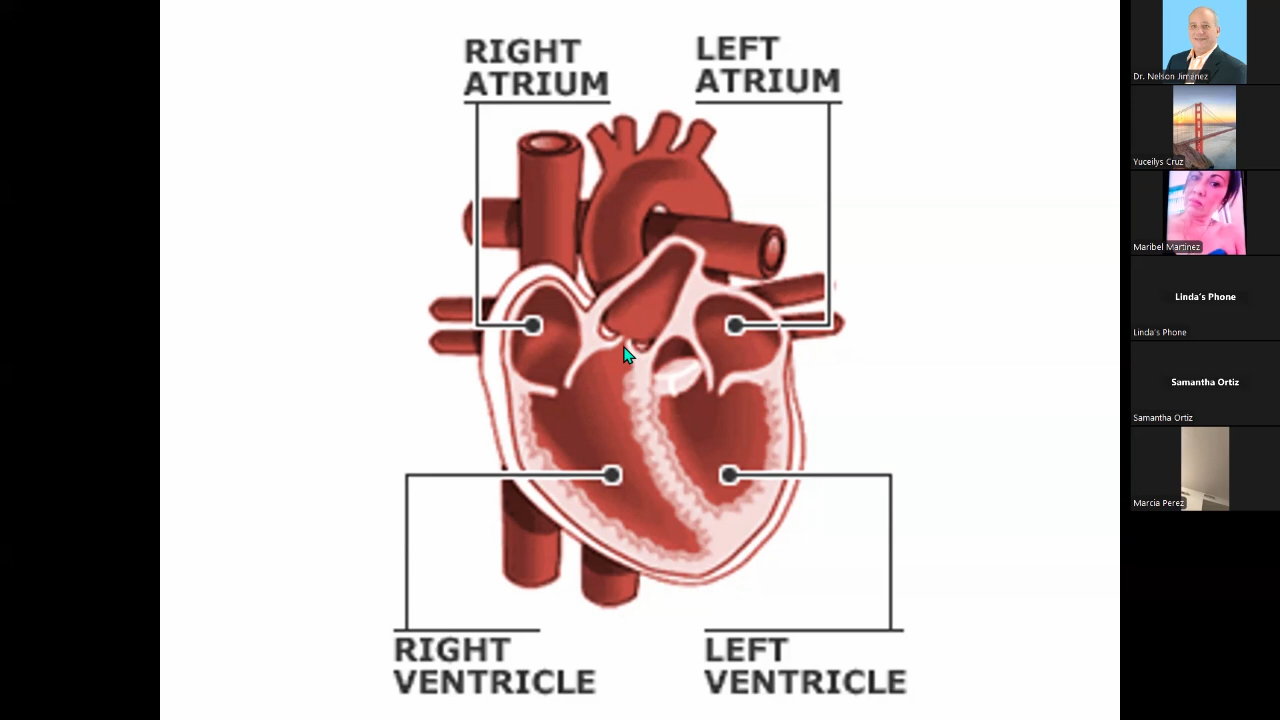 RIGHT
ATRIUM
LEFT
ATRIUM
RIGHT
VENTRICLE
LEFT
VENTRICLE
Dr. Nelson Jimenez
Yuceilys Cruz
Maribel Martinez
Linda's Phone
Linda's Phone
Samantha Ortiz
Samantha Ortiz
Marcia Perez